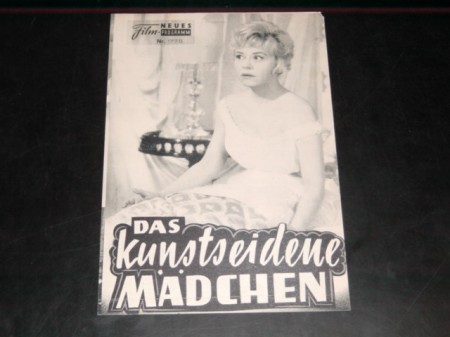 NEUES
Film PROGRAMM
DAS
kunstseidene
MÄDCHEN